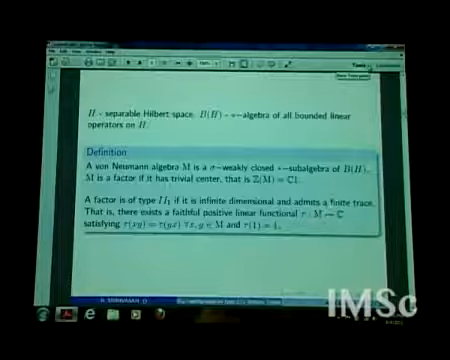 H - separable Hilbert space. B(H) - ∗−algebra of all bounded linear
operators on H.
Definition
A von Neumann algebra M is a σ−weakly closed ∗−subalgebra of B(H).
M is a factor if it has trivial center, that is Z(M) = ℂ1.
A factor is of type II₁ if it is infinite dimensional and admits a finite trace.
That is, there exists a faithful positive linear functional τ : M → ℂ
satisfying τ(xy) = τ(yx) ∀x, y ∈ M and τ(1) = 1.
R. SRINIVASAN ()
IMSc